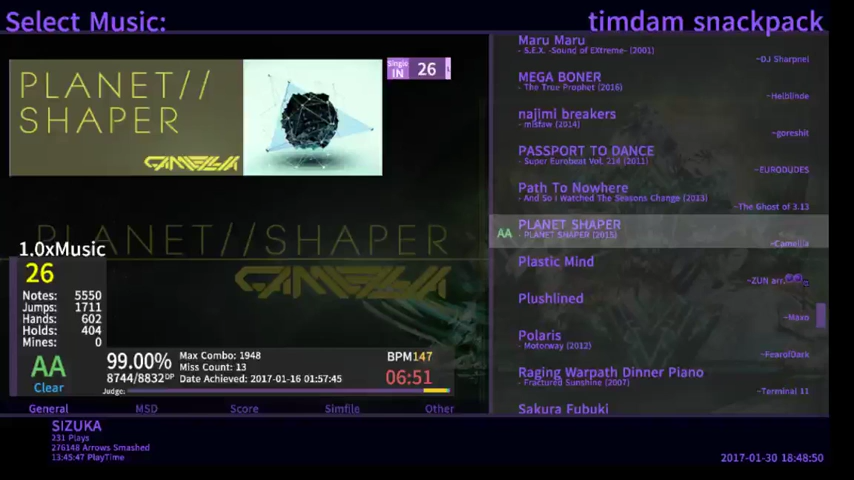 Select Music:
timdam snackpack
PLANET//
SHAPER
CAMELLIA
Single
IN
26
PLANET//SHAPER
CAMELLIA
1.0xMusic
26
Notes: 5550
Jumps: 1711
Hands: 602
Holds: 404
Mines: 0
AA
Clear
99.00%
8744/8832DP
Max Combo: 1948
Miss Count: 13
Date Achieved: 2017-01-16 01:57:45
BPM147
06:51
Judge:
General
MSD
Score
Simfile
Other
Maru Maru
- S.E.X. -Sound of EXtreme- (2001)
~DJ Sharpnel
MEGA BONER
- The True Prophet (2016)
~Helblinde
najimi breakers
- misfaw (2014)
~goreshit
PASSPORT TO DANCE
- Super Eurobeat Vol. 214 (2011)
~EURODUDES
Path To Nowhere
- And So I Watched The Seasons Change (2013)
~The Ghost of 3.13
AA
PLANET SHAPER
- PLANET SHAPER (2015)
~Camellia
Plastic Mind
~ZUN arr.
Plushlined
~Maxo
Polaris
- Motorway (2012)
~FearofDark
Raging Warpath Dinner Piano
- Fractured Sunshine (2007)
~Terminal 11
Sakura Fubuki
SIZUKA
231 Plays
276148 Arrows Smashed
13:45:47 PlayTime
2017-01-30 18:48:50